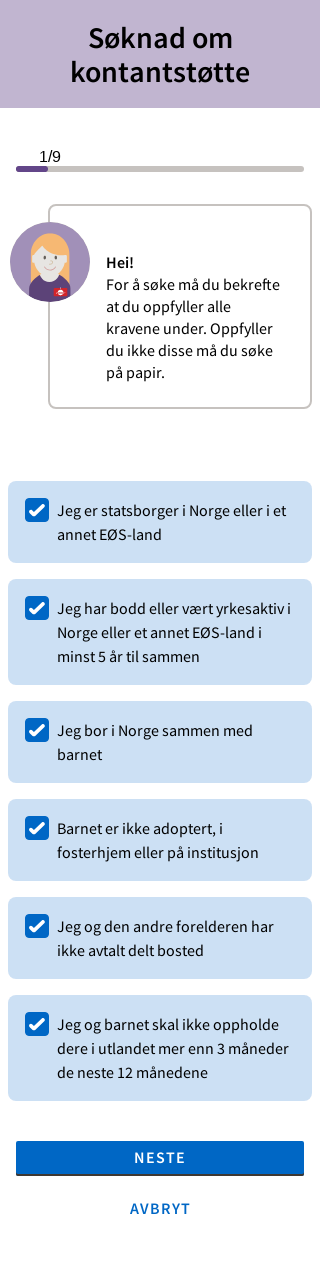 Søknad om
kontantstøtte
1/9
Hei!
For å søke må du bekrefte
at du oppfyller alle
kravene under. Oppfyller
du ikke disse må du søke
på papir.
Jeg er statsborger i Norge eller i et
annet EØS-land
Jeg har bodd eller vært yrkesaktiv i
Norge eller et annet EØS-land i
minst 5 år til sammen
Jeg bor i Norge sammen med
barnet
Barnet er ikke adoptert, i
fosterhjem eller på institusjon
Jeg og den andre forelderen har
ikke avtalt delt bosted
Jeg og barnet skal ikke oppholde
dere i utlandet mer enn 3 måneder
de neste 12 månedene
NESTE
AVBRYT